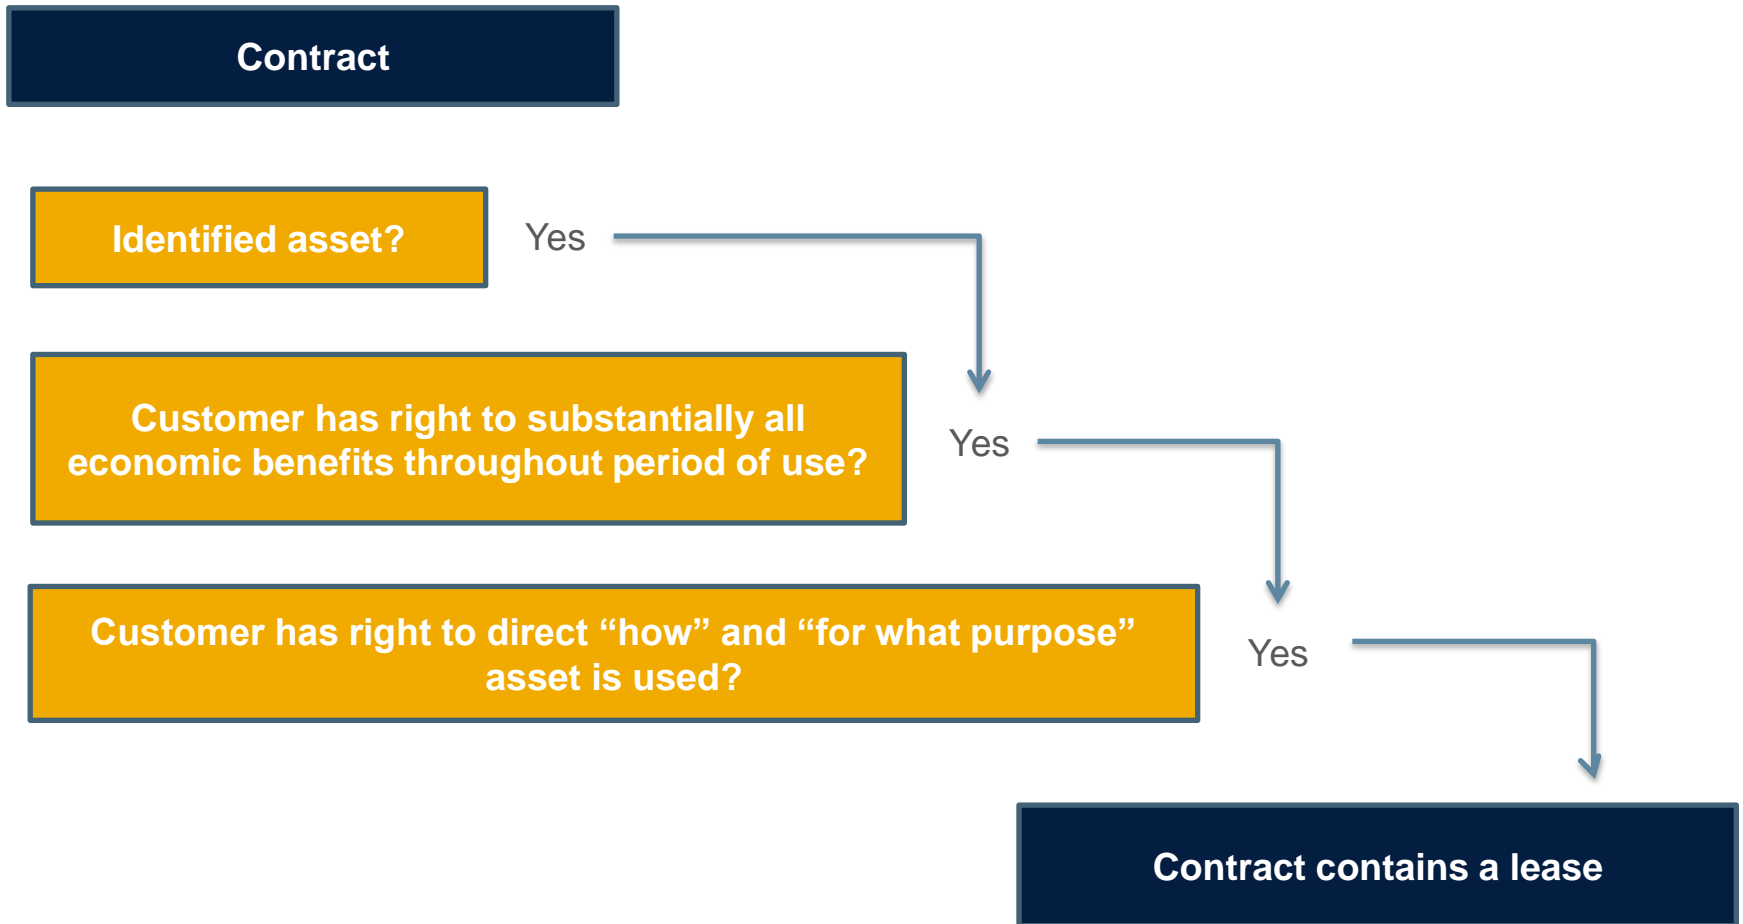 Contract
Identified asset?
Yes
Customer has right to substantially all
economic benefits throughout period of use?
Yes
Customer has right to direct “how” and “for what purpose”
asset is used?
Yes
Contract contains a lease